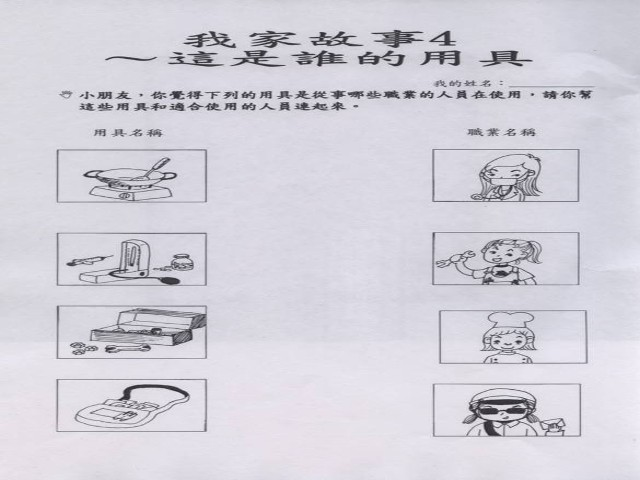 我家故事4
～這是誰的用具
我的姓名：
小朋友，你覺得下列的用具是從事哪些職業的人員在使用，請你幫
這些用具和適合使用的人員連起來。
用具名稱
職業名稱